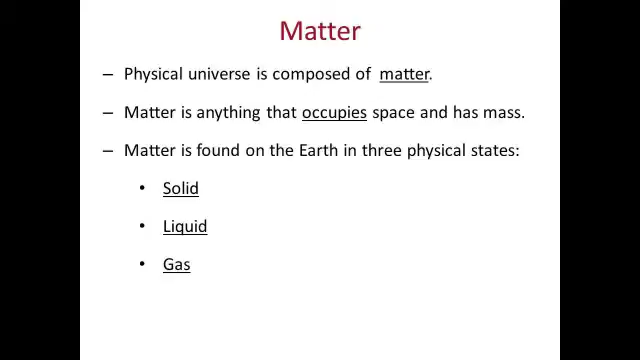 Matter
– Physical universe is composed of matter.
– Matter is anything that occupies space and has mass.
– Matter is found on the Earth in three physical states:
• Solid
• Liquid
• Gas